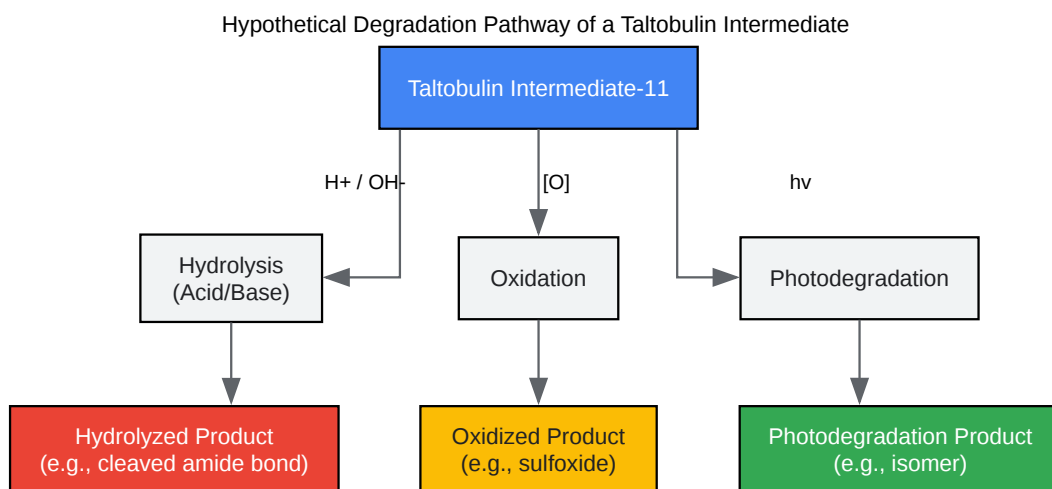 Hypothetical Degradation Pathway of a Taltobulin Intermediate
Taltobulin Intermediate-11
H+ / OH-
[O]
hv
Hydrolysis
(Acid/Base)
Oxidation
Photodegradation
Hydrolyzed Product
(e.g., cleaved amide bond)
Oxidized Product
(e.g., sulfoxide)
Photodegradation Product
(e.g., isomer)